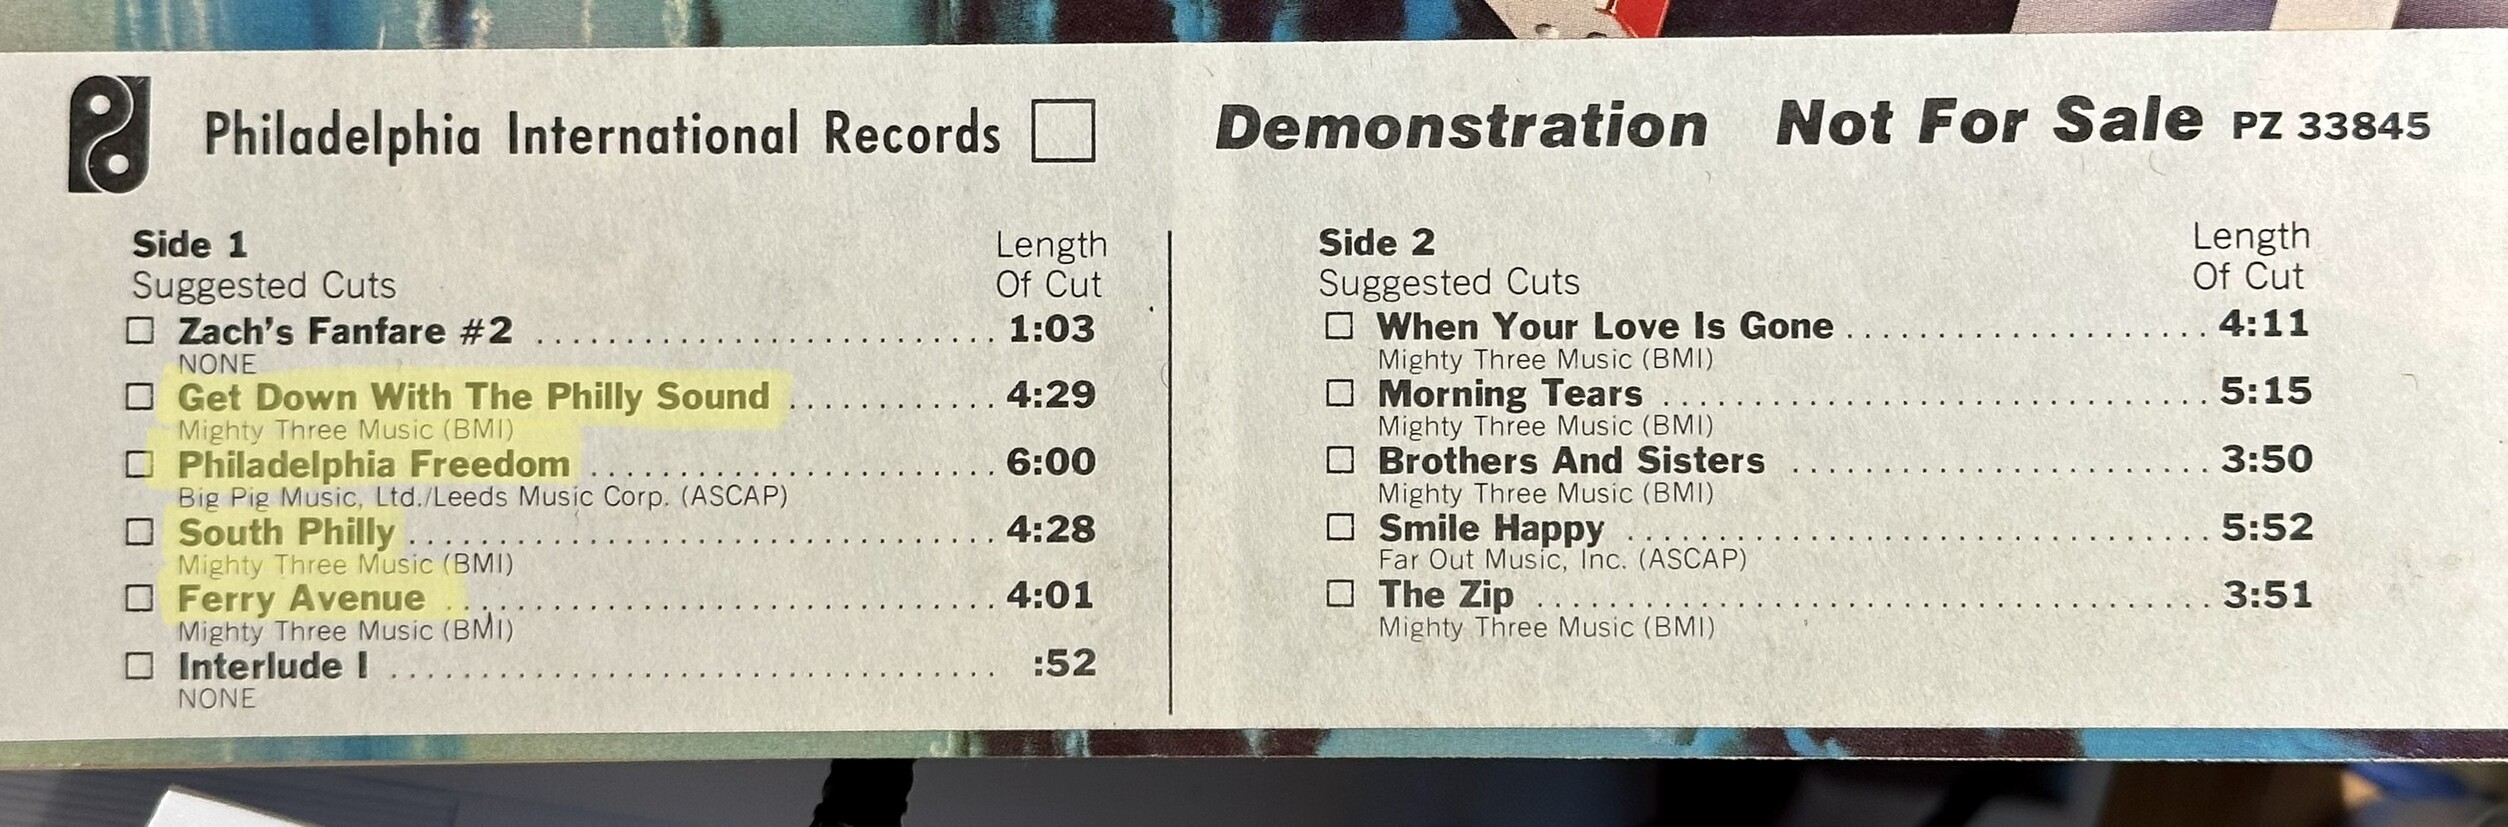 Philadelphia International Records
Demonstration Not For Sale PZ 33845
Side 1
Suggested Cuts
Length
Of Cut
Zach's Fanfare #2 1:03
NONE
Get Down With The Philly Sound 4:29
Mighty Three Music (BMI)
Philadelphia Freedom 6:00
Big Pig Music, Ltd./Leeds Music Corp. (ASCAP)
South Philly 4:28
Mighty Three Music (BMI)
Ferry Avenue 4:01
Mighty Three Music (BMI)
Interlude I :52
NONE
Side 2
Suggested Cuts
Length
Of Cut
When Your Love Is Gone 4:11
Mighty Three Music (BMI)
Morning Tears 5:15
Mighty Three Music (BMI)
Brothers And Sisters 3:50
Mighty Three Music (BMI)
Smile Happy 5:52
Far Out Music, Inc. (ASCAP)
The Zip 3:51
Mighty Three Music (BMI)